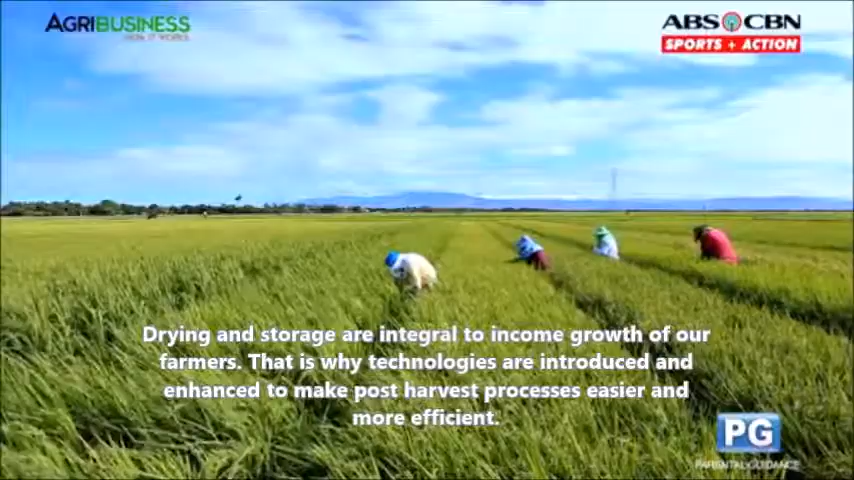 AGRIBUSINESS
HOW IT WORKS
ABS CBN
SPORTS + ACTION
Drying and storage are integral to income growth of our
farmers. That is why technologies are introduced and
enhanced to make post harvest processes easier and
more efficient.
PG
PARENTAL GUIDANCE